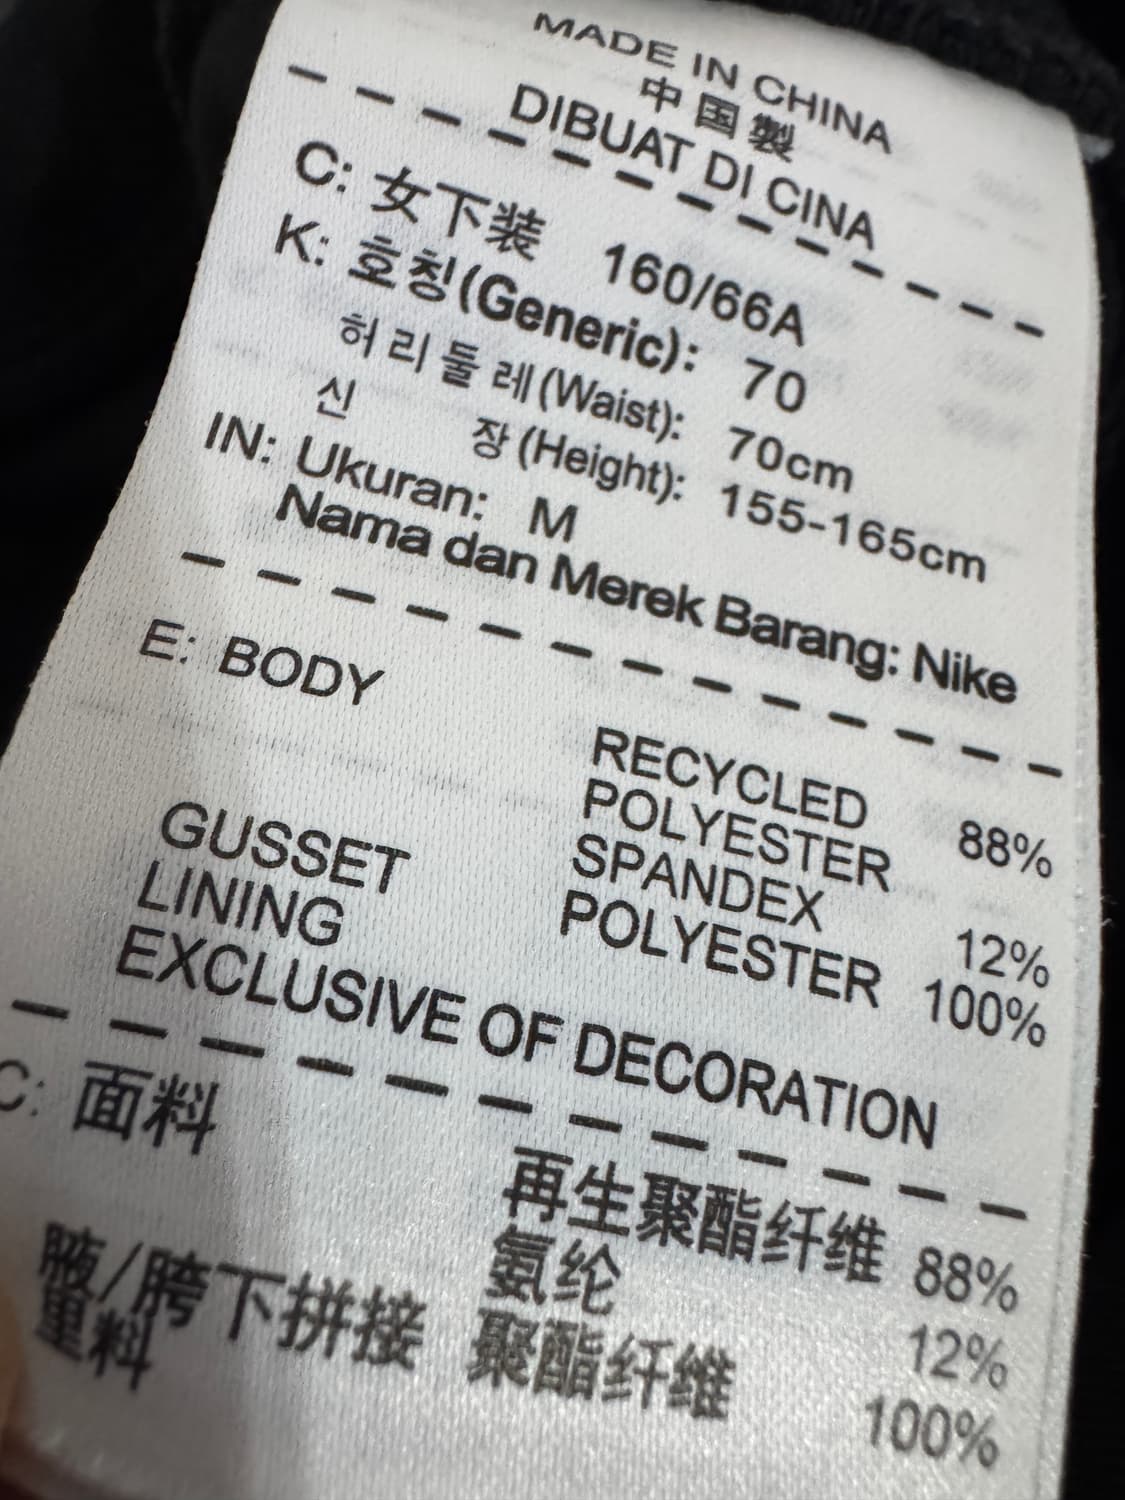 MADE IN CHINA
中国製
DIBUAT DI CINA
C: 女下装 160/66A
K: 호칭(Generic): 70
허리둘레(Waist): 70cm
신 장(Height): 155-165cm
IN: Ukuran: M
Nama dan Merek Barang: Nike
E: BODY
RECYCLED
POLYESTER 88%
SPANDEX 12%
GUSSET LINING POLYESTER 100%
EXCLUSIVE OF DECORATION
C: 面料 再生聚酯纤维 88%
氨纶 12%
腋/胯下拼接里料 聚酯纤维 100%